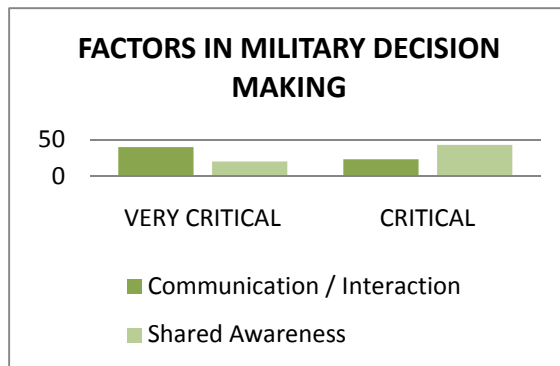 FACTORS IN MILITARY DECISION
MAKING
50
0
VERY CRITICAL CRITICAL
Communication / Interaction
Shared Awareness